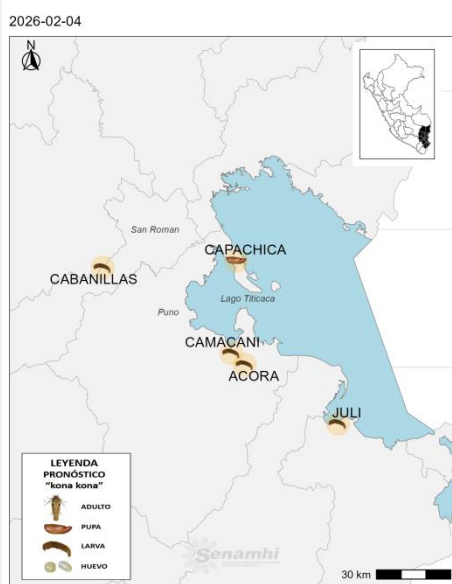 2026-02-04
N
San Roman
CAPACHICA
CABANILLAS
Lago Titicaca
Puno
CAMACANI
ACORA
JULI
LEYENDA
PRONÓSTICO
"kona kona"
ADULTO
PUPA
LARVA
HUEVO
Senamhi
30 km